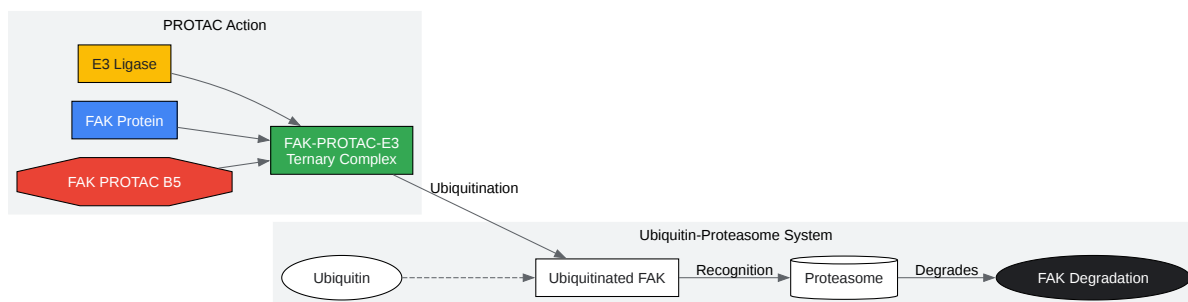 PROTAC Action
E3 Ligase
FAK Protein
FAK PROTAC B5
FAK-PROTAC-E3
Ternary Complex
Ubiquitination
Ubiquitin-Proteasome System
Ubiquitin
Ubiquitinated FAK
Recognition
Proteasome
Degrades
FAK Degradation